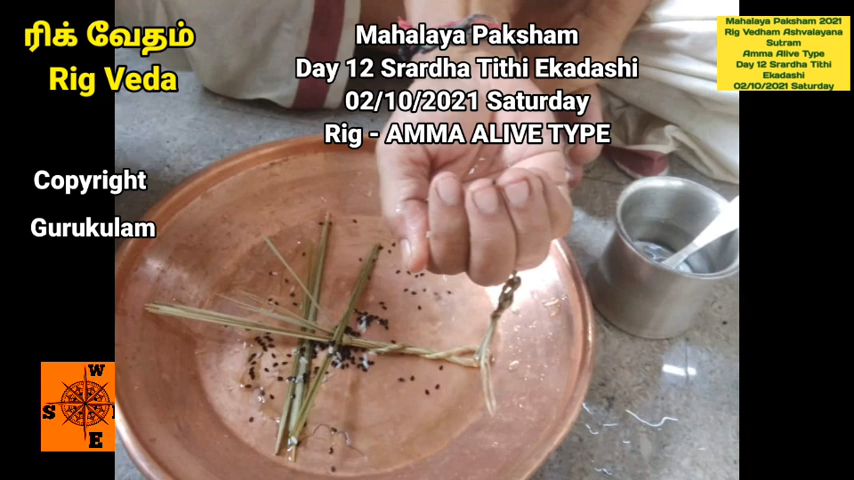 ரிக் வேதம்
Rig Veda
Mahalaya Paksham
Day 12 Srardha Tithi Ekadashi
02/10/2021 Saturday
Rig - AMMA ALIVE TYPE
Mahalaya Paksham 2021
Rig Vedham Ashvalayana
Sutram
Amma Alive Type
Day 12 Srardha Tithi
Ekadashi
02/10/2021 Saturday
Copyright
Gurukulam
W
S
E